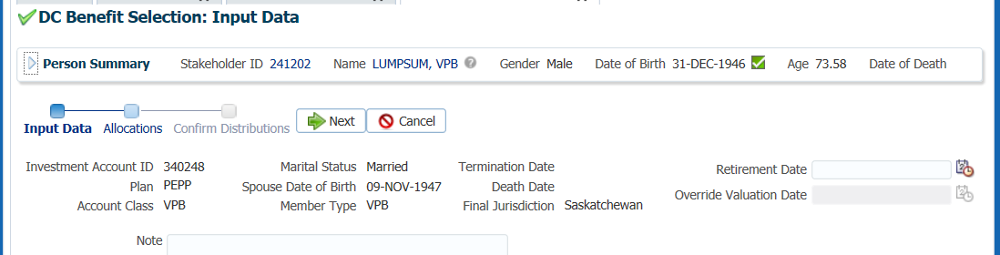 DC Benefit Selection: Input Data
Person Summary Stakeholder ID 241202 Name LUMPSUM, VPB Gender Male Date of Birth 31-DEC-1946 Age 73.58 Date of Death
Input Data Allocations Confirm Distributions Next Cancel
Investment Account ID 340248 Marital Status Married Termination Date Retirement Date
Plan PEPP Spouse Date of Birth 09-NOV-1947 Death Date Override Valuation Date
Account Class VPB Member Type VPB Final Jurisdiction Saskatchewan
Note